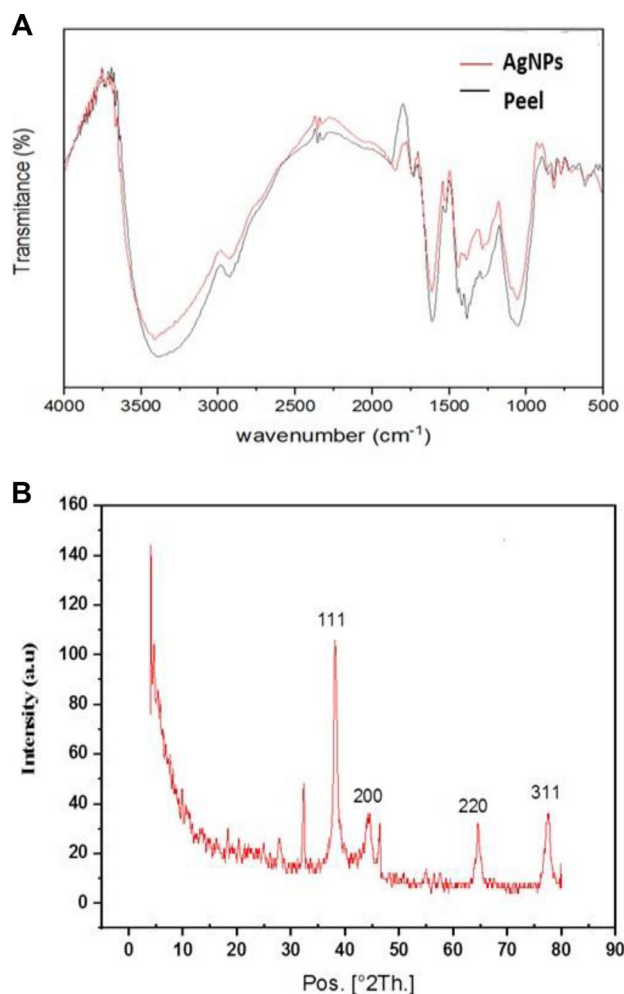 A
AgNPs
Peel
Transmitance (%)
4000 3500 3000 2500 2000 1500 1000 500
wavenumber (cm⁻¹)
B
160
140
120
100
80
60
40
20
0
Intensity (a.u)
111
200
220
311
0 10 20 30 40 50 60 70 80 90
Pos. [°2Th.]